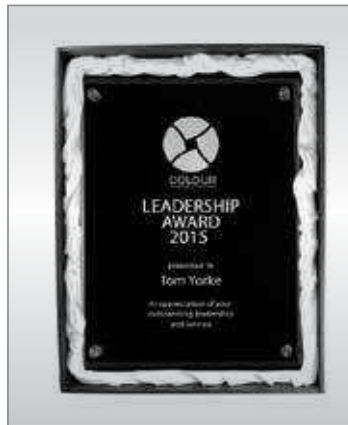 COLOUR
LEADERSHIP
AWARD
2015
presented to
Tom Yorke
In appreciation of your
outstanding leadership
and service